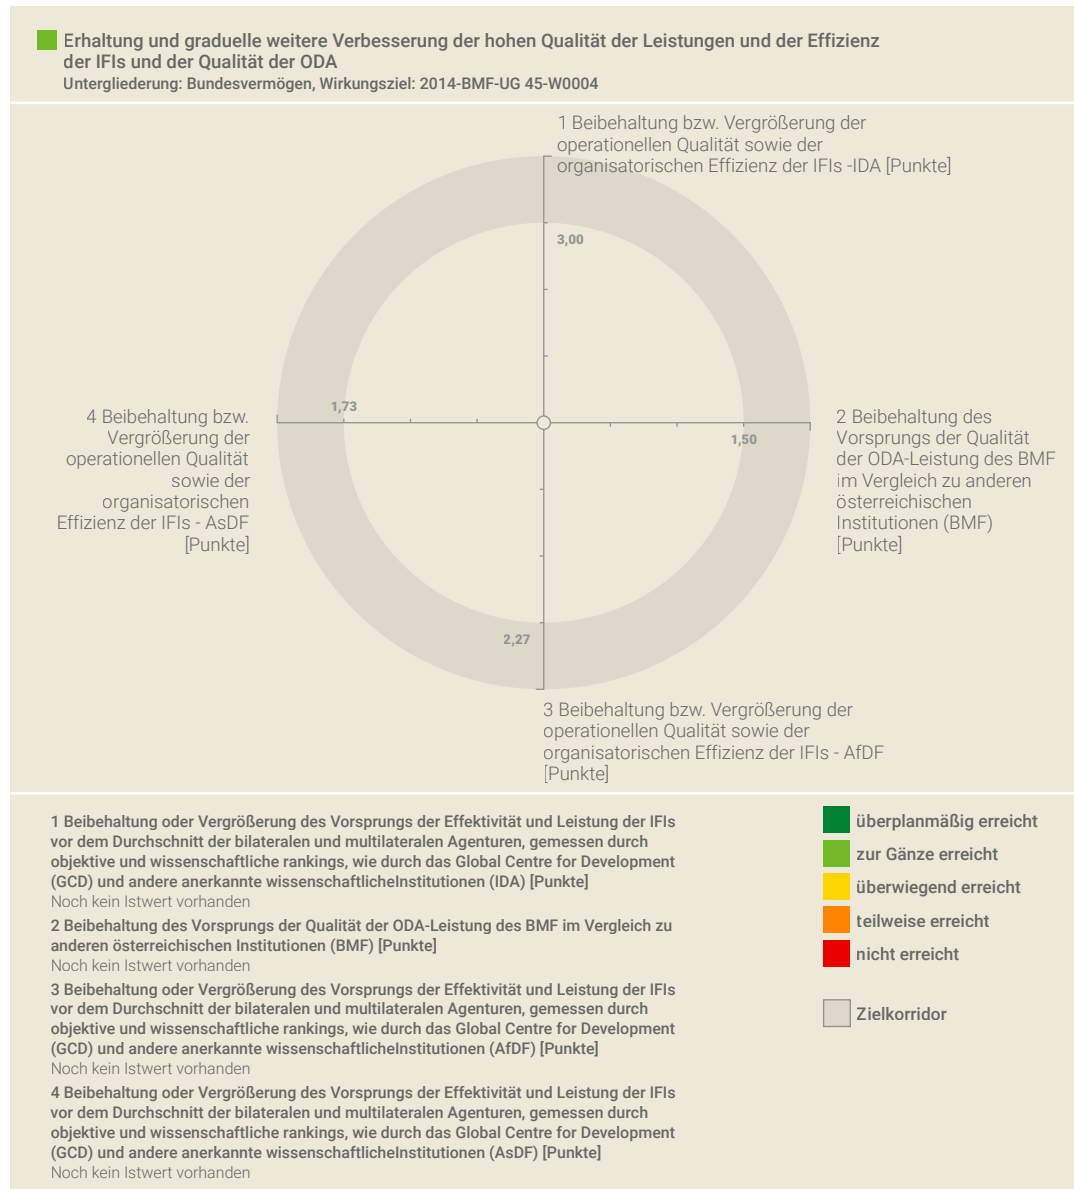 Erhaltung und graduelle weitere Verbesserung der hohen Qualität der Leistungen und der Effizienz
der IFIs und der Qualität der ODA
Untergliederung: Bundesvermögen, Wirkungsziel: 2014-BMF-UG 45-W0004
1 Beibehaltung bzw. Vergrößerung der
operationellen Qualität sowie der
organisatorischen Effizienz der IFIs -IDA [Punkte]
3,00
4 Beibehaltung bzw.
Vergrößerung der
operationellen Qualität
sowie der
organisatorischen
Effizienz der IFIs - AsDF
[Punkte]
1,73
1,50
2 Beibehaltung des
Vorsprungs der Qualität
der ODA-Leistung des BMF
im Vergleich zu anderen
österreichischen
Institutionen (BMF)
[Punkte]
2,27
3 Beibehaltung bzw. Vergrößerung der
operationellen Qualität sowie der
organisatorischen Effizienz der IFIs - AfDF
[Punkte]
1 Beibehaltung oder Vergrößerung des Vorsprungs der Effektivität und Leistung der IFIs
vor dem Durchschnitt der bilateralen und multilateralen Agenturen, gemessen durch
objektive und wissenschaftliche rankings, wie durch das Global Centre for Development
(GCD) und andere anerkannte wissenschaftlicheInstitutionen (IDA) [Punkte]
Noch kein Istwert vorhanden
2 Beibehaltung des Vorsprungs der Qualität der ODA-Leistung des BMF im Vergleich zu
anderen österreichischen Institutionen (BMF) [Punkte]
Noch kein Istwert vorhanden
3 Beibehaltung oder Vergrößerung des Vorsprungs der Effektivität und Leistung der IFIs
vor dem Durchschnitt der bilateralen und multilateralen Agenturen, gemessen durch
objektive und wissenschaftliche rankings, wie durch das Global Centre for Development
(GCD) und andere anerkannte wissenschaftlicheInstitutionen (AfDF) [Punkte]
Noch kein Istwert vorhanden
4 Beibehaltung oder Vergrößerung des Vorsprungs der Effektivität und Leistung der IFIs
vor dem Durchschnitt der bilateralen und multilateralen Agenturen, gemessen durch
objektive und wissenschaftliche rankings, wie durch das Global Centre for Development
(GCD) und andere anerkannte wissenschaftlicheInstitutionen (AsDF) [Punkte]
Noch kein Istwert vorhanden
überplanmäßig erreicht
zur Gänze erreicht
überwiegend erreicht
teilweise erreicht
nicht erreicht
Zielkorridor